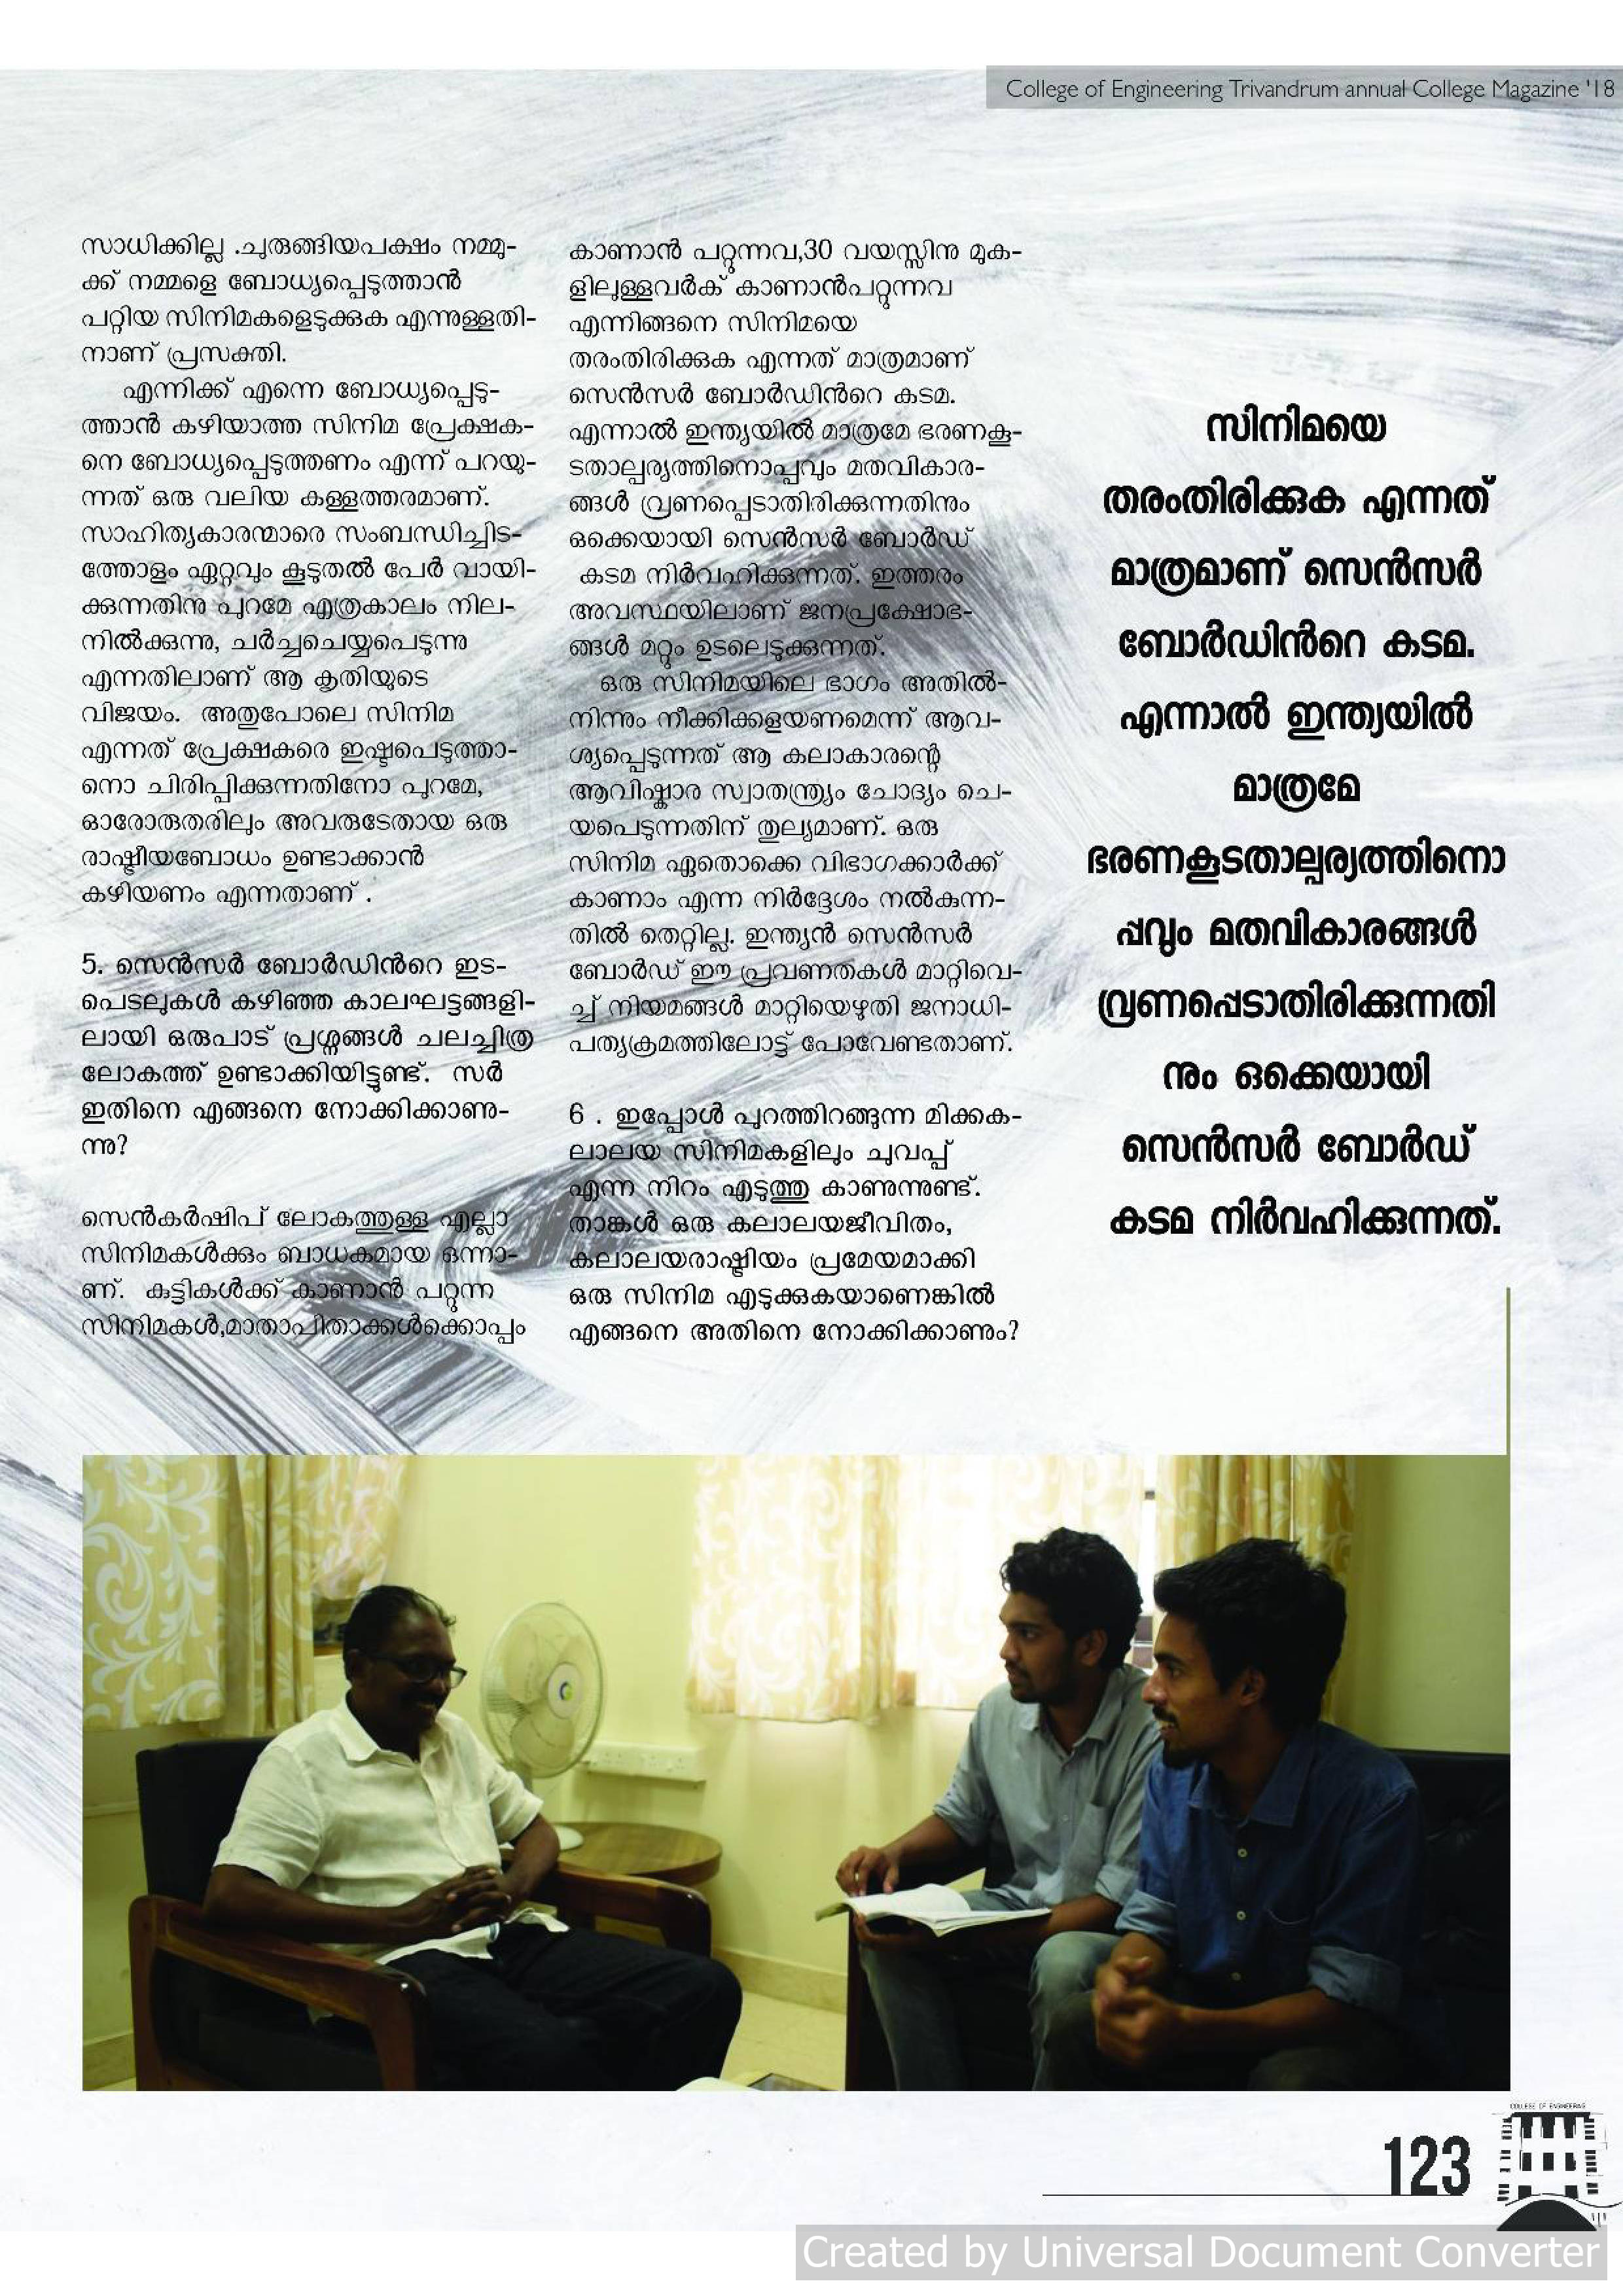 College of Engineering Trivandrum annual College Magazine '18
സാധിക്കില്ല .ചുരുങ്ങിയപക്ഷം നമ്മു-
ക്ക് നമ്മളെ ബോധ്യപ്പെടുത്താൻ
പറ്റിയ സിനിമകളെടുക്കുക എന്നുള്ളതി-
നാണ് പ്രസക്തി.
എന്നിക്ക് എന്നെ ബോധ്യപ്പെടു-
ത്താൻ കഴിയാത്ത സിനിമ പ്രേക്ഷക-
നെ ബോധ്യപ്പെടുത്തണം എന്ന് പറയു-
ന്നത് ഒരു വലിയ കള്ളത്തരമാണ്.
സാഹിത്യകാരന്മാരെ സംബന്ധിച്ചിട-
ത്തോളം ഏറ്റവും കൂടുതൽ പേർ വായി-
ക്കുന്നതിനു പുറമേ എത്രകാലം നില-
നിൽക്കുന്നു, ചർച്ചചെയ്യപെടുന്നു
എന്നതിലാണ് ആ കൃതിയുടെ
വിജയം. അതുപോലെ സിനിമ
എന്നത് പ്രേക്ഷകരെ ഇഷ്ടപെടുത്താ-
നൊ ചിരിപ്പിക്കുന്നതിനോ പുറമേ,
ഓരോരുതരിലും അവരുടേതായ ഒരു
രാഷ്ട്രീയബോധം ഉണ്ടാക്കാൻ
കഴിയണം എന്നതാണ് .
5. സെൻസർ ബോർഡിൻറെ ഇട-
പെടലുകൾ കഴിഞ്ഞ കാലഘട്ടങ്ങളി-
ലായി ഒരുപാട് പ്രശ്നങ്ങൾ ചലച്ചിത്ര
ലോകത്ത് ഉണ്ടാക്കിയിട്ടുണ്ട്. സർ
ഇതിനെ എങ്ങനെ നോക്കിക്കാണു-
ന്നു?
സെൻകർഷിപ് ലോകത്തുള്ള എല്ലാ
സിനിമകൾക്കും ബാധകമായ ഒന്നാ-
ണ്. കുട്ടികൾക്ക് കാണാൻ പറ്റുന്ന
സിനിമകൾ,മാതാപിതാക്കൾക്കൊപ്പം
കാണാൻ പറ്റുന്നവ,30 വയസ്സിനു മുക-
ളിലുള്ളവർക് കാണാൻപറ്റുന്നവ
എന്നിങ്ങനെ സിനിമയെ
തരംതിരിക്കുക എന്നത് മാത്രമാണ്
സെൻസർ ബോർഡിൻറെ കടമ.
എന്നാൽ ഇന്ത്യയിൽ മാത്രമേ ഭരണകൂ-
ടതാല്പര്യത്തിനൊപ്പവും മതവികാര-
ങ്ങൾ വ്രണപ്പെടാതിരിക്കുന്നതിനും
ഒക്കെയായി സെൻസർ ബോർഡ്
കടമ നിർവഹിക്കുന്നത്. ഇത്തരം
അവസ്ഥയിലാണ് ജനപ്രക്ഷോഭ-
ങ്ങൾ മറ്റും ഉടലെടുക്കുന്നത്.
ഒരു സിനിമയിലെ ഭാഗം അതിൽ-
നിന്നും നീക്കിക്കളയണമെന്ന് ആവ-
ശ്യപ്പെടുന്നത് ആ കലാകാരന്റെ
ആവിഷ്കാര സ്വാതന്ത്ര്യം ചോദ്യം ചെ-
യപെടുന്നതിന് തുല്യമാണ്. ഒരു
സിനിമ ഏതൊക്കെ വിഭാഗക്കാർക്ക്
കാണാം എന്ന നിർദ്ദേശം നൽകുന്ന-
തിൽ തെറ്റില്ല. ഇന്ത്യൻ സെൻസർ
ബോർഡ് ഈ പ്രവണതകൾ മാറ്റിവെ-
ച്ച് നിയമങ്ങൾ മാറ്റിയെഴുതി ജനാധി-
പത്യക്രമത്തിലോട്ട് പോവേണ്ടതാണ്.
6 . ഇപ്പോൾ പുറത്തിറങ്ങുന്ന മിക്കക-
ലാലയ സിനിമകളിലും ചുവപ്പ്
എന്ന നിറം എടുത്തു കാണുന്നുണ്ട്.
താങ്കൾ ഒരു കലാലയജീവിതം,
കലാലയരാഷ്ട്രിയം പ്രമേയമാക്കി
ഒരു സിനിമ എടുക്കുകയാണെങ്കിൽ
എങ്ങനെ അതിനെ നോക്കിക്കാണും?
സിനിമയെ
തരംതിരിക്കുക എന്നത്
മാത്രമാണ് സെൻസർ
ബോർഡിൻറെ കടമ.
എന്നാൽ ഇന്ത്യയിൽ
മാത്രമേ
ഭരണകൂടതാല്പര്യത്തിനൊ
പ്പവും മതവികാരങ്ങൾ
വ്രണപ്പെടാതിരിക്കുന്നതി
നും ഒക്കെയായി
സെൻസർ ബോർഡ്
കടമ നിർവഹിക്കുന്നത്.
COLLEGE OF ENGINEERING
123
Created by Universal Document Converter